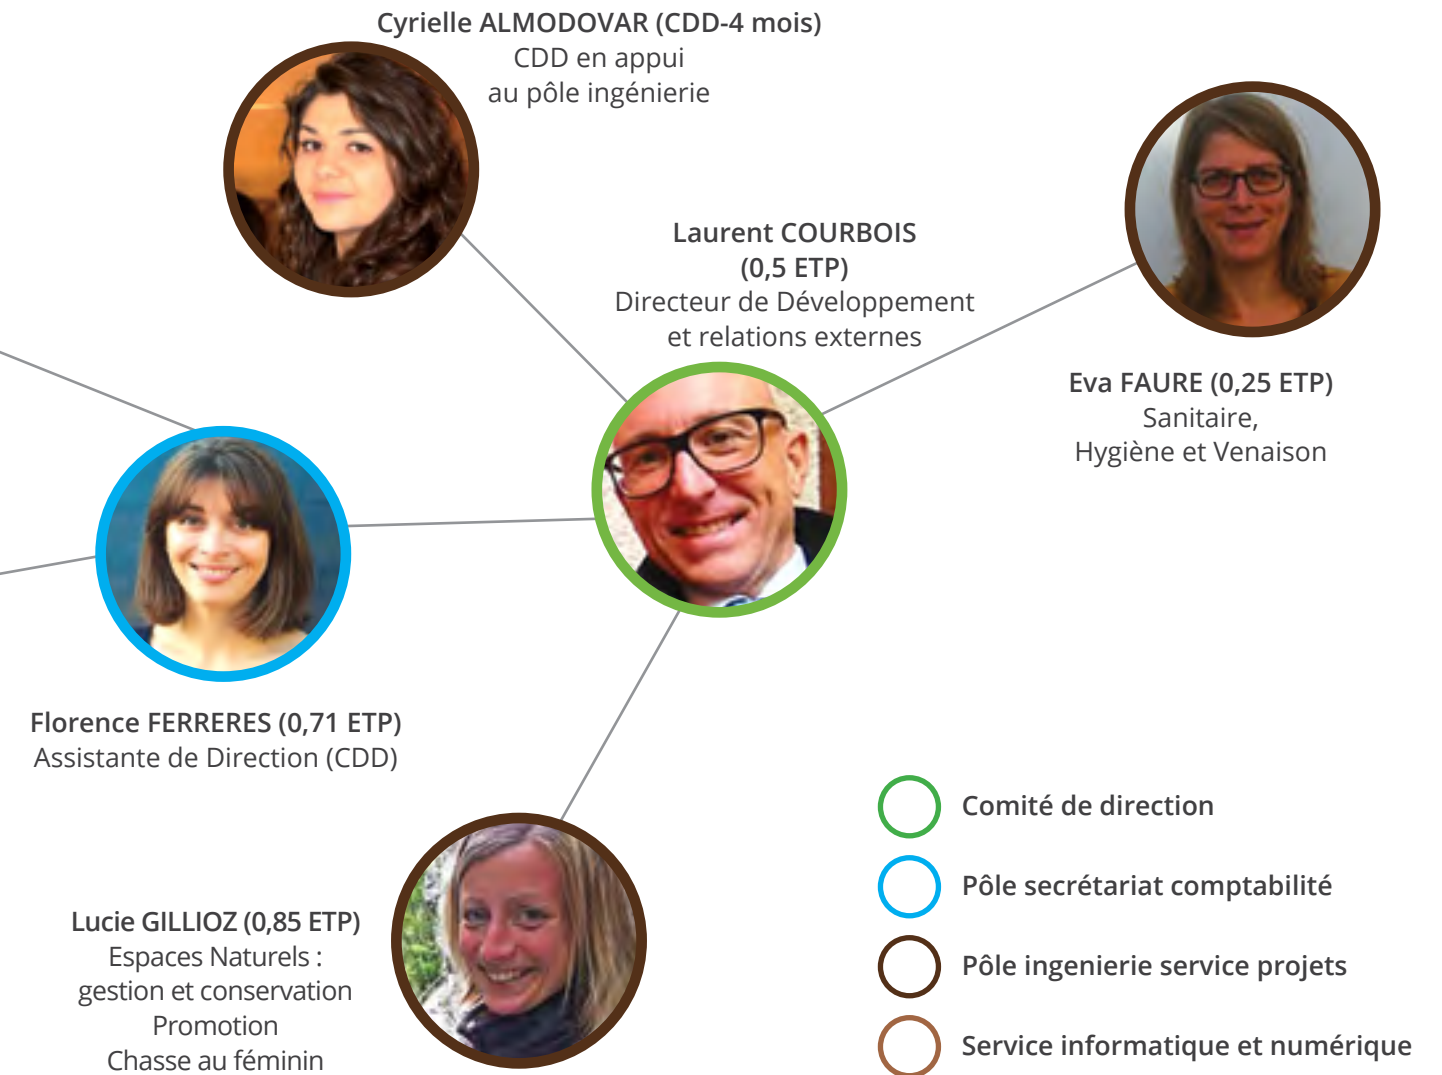 Cyrielle ALMODOVAR (CDD-4 mois)
CDD en appui
au pôle ingénierie
Laurent COURBOIS
(0,5 ETP)
Directeur de Développement
et relations externes
Eva FAURE (0,25 ETP)
Sanitaire,
Hygiène et Venaison
Florence FERRERES (0,71 ETP)
Assistante de Direction (CDD)
Lucie GILLIOZ (0,85 ETP)
Espaces Naturels :
gestion et conservation
Promotion
Chasse au féminin
Comité de direction
Pôle secrétariat comptabilité
Pôle ingenierie service projets
Service informatique et numérique